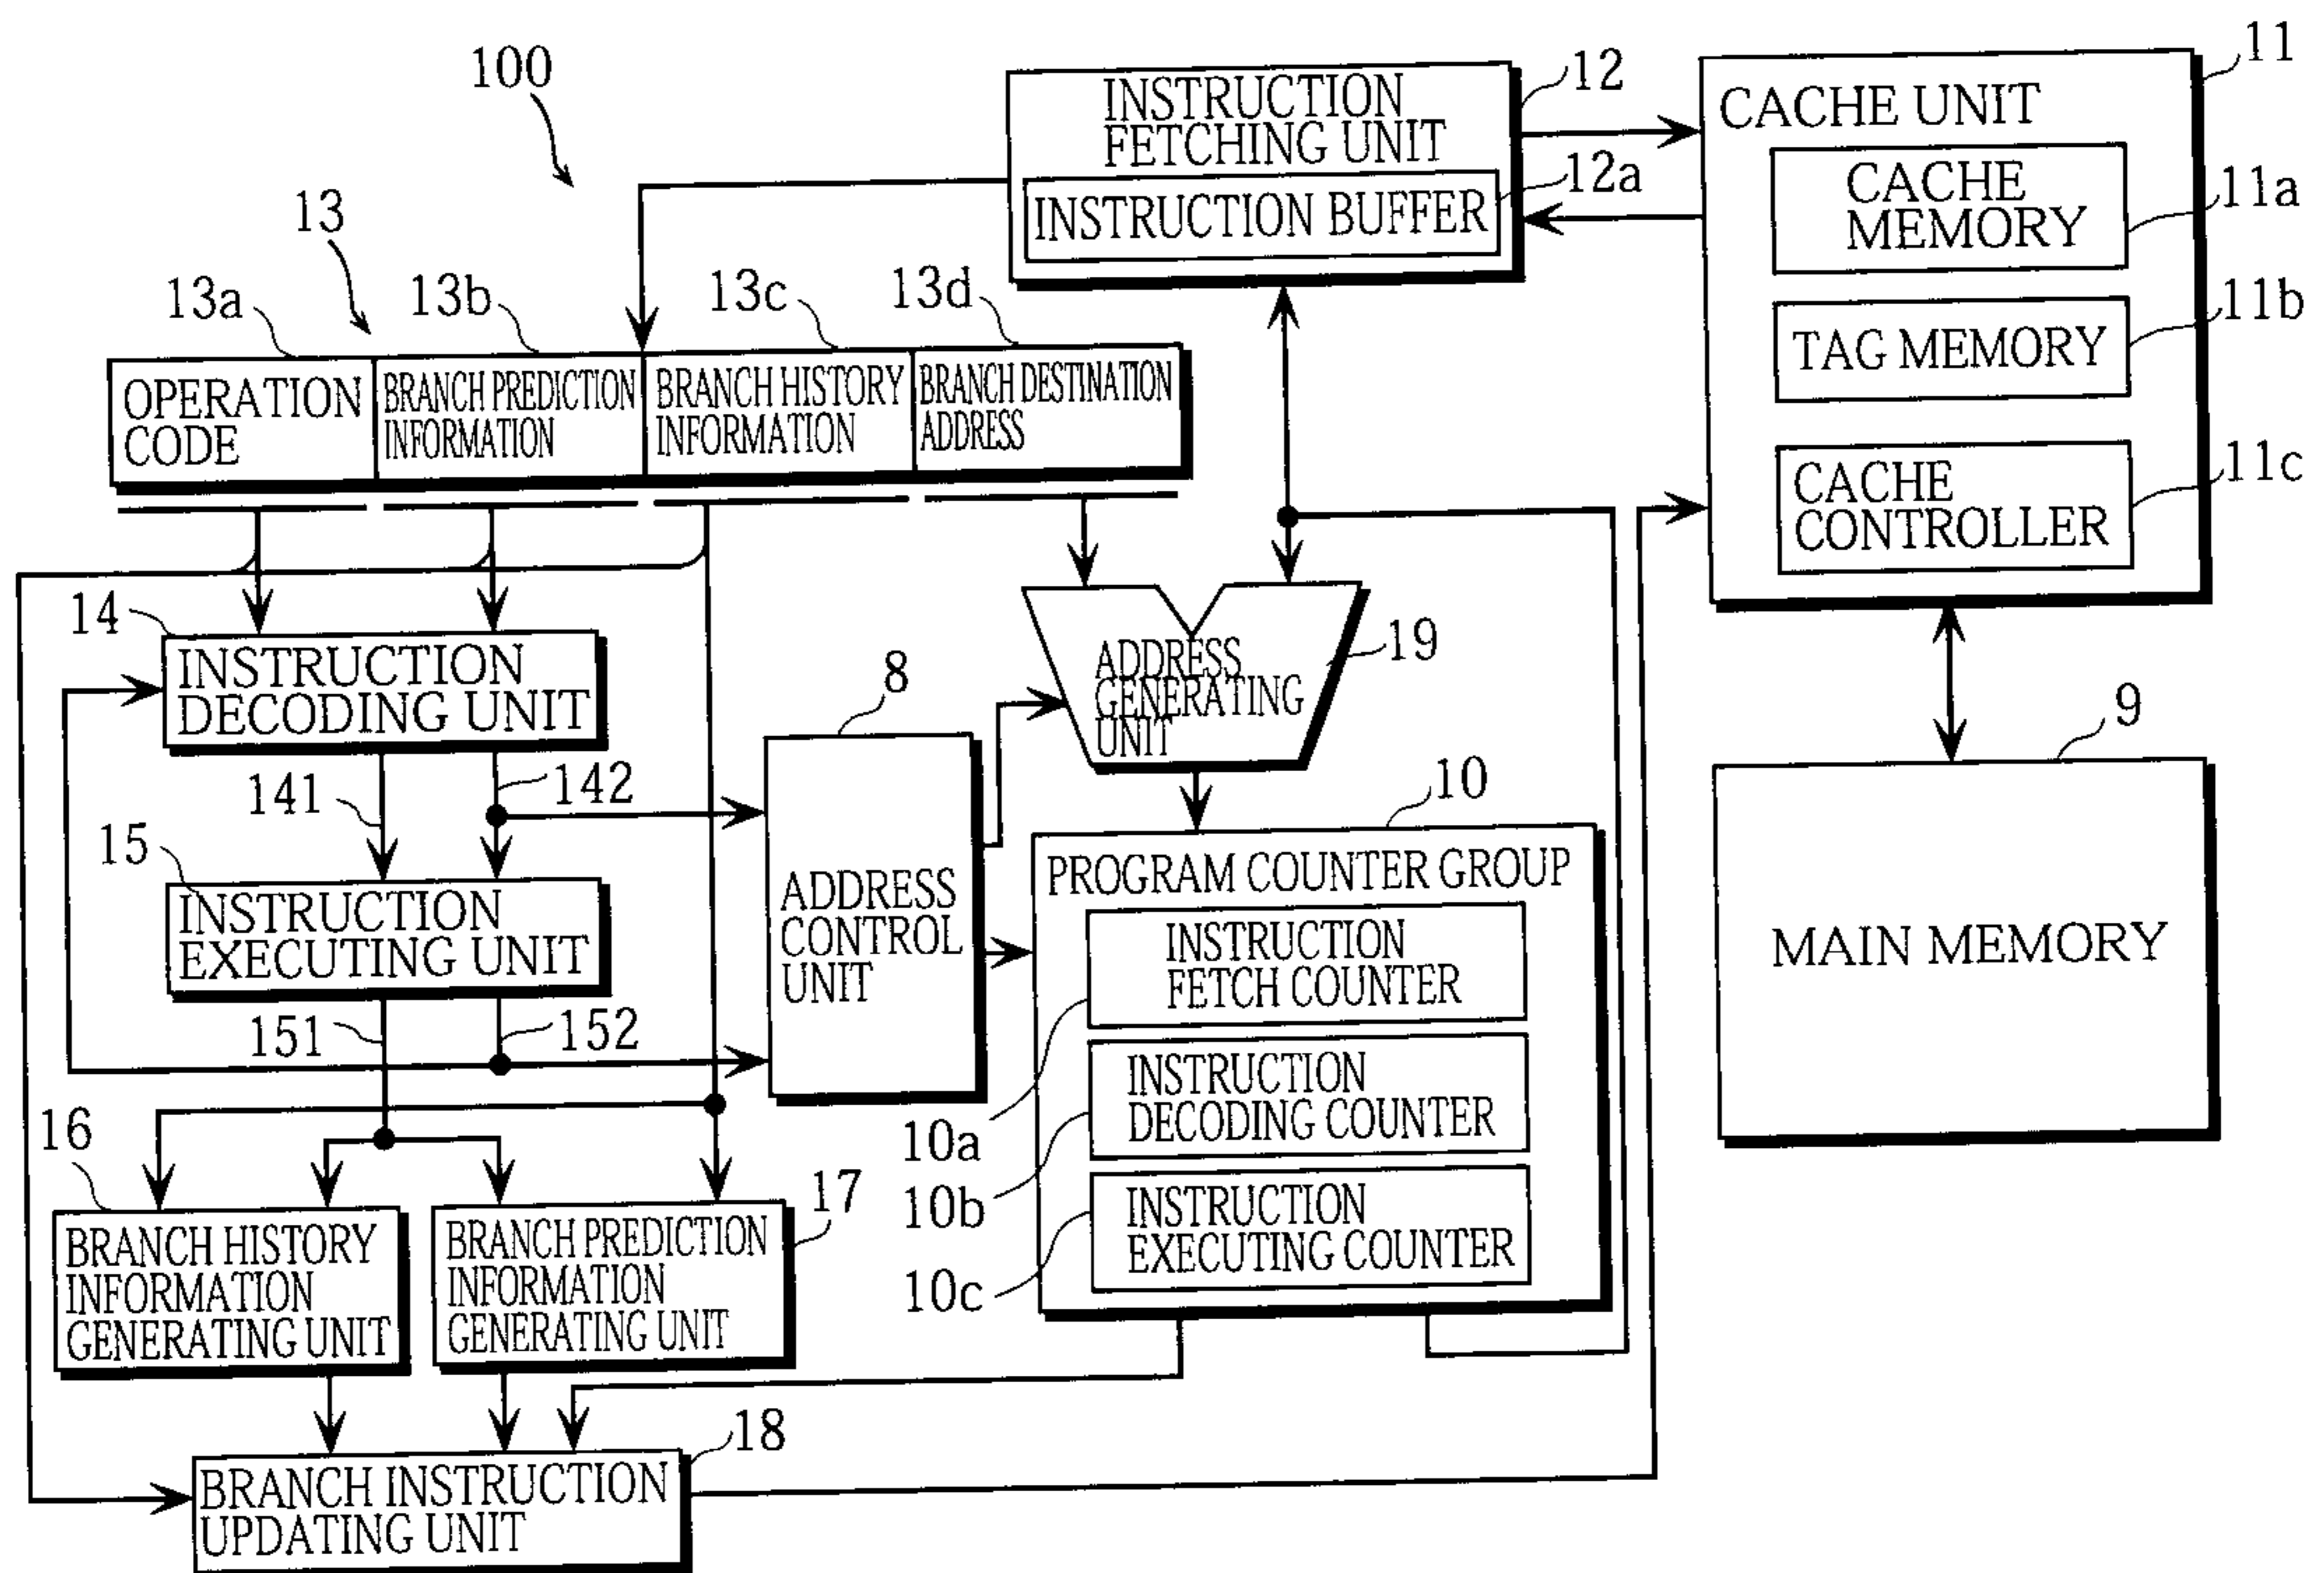 100
INSTRUCTION
FETCHING UNIT
12
INSTRUCTION BUFFER
12a
CACHE UNIT
11
CACHE
MEMORY
11a
TAG MEMORY
11b
CACHE
CONTROLLER
11c
13
13a
13b
13c
13d
OPERATION
CODE
BRANCH PREDICTION
INFORMATION
BRANCH HISTORY
INFORMATION
BRANCH DESTINATION
ADDRESS
14
INSTRUCTION
DECODING UNIT
141
142
8
ADDRESS
CONTROL
UNIT
ADDRESS
GENERATING
UNIT
19
9
MAIN MEMORY
15
INSTRUCTION
EXECUTING UNIT
151
152
10
PROGRAM COUNTER GROUP
INSTRUCTION
FETCH COUNTER
10a
INSTRUCTION
DECODING COUNTER
10b
INSTRUCTION
EXECUTING COUNTER
10c
16
BRANCH HISTORY
INFORMATION
GENERATING UNIT
17
BRANCH PREDICTION
INFORMATION
GENERATING UNIT
18
BRANCH INSTRUCTION
UPDATING UNIT